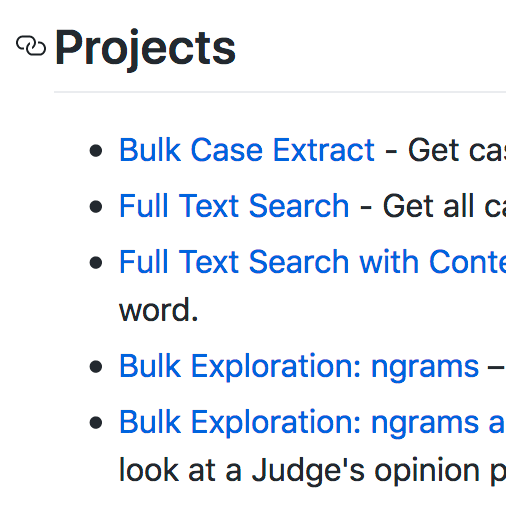 Projects
• Bulk Case Extract - Get cas
• Full Text Search - Get all ca
• Full Text Search with Conte
word.
• Bulk Exploration: ngrams –
• Bulk Exploration: ngrams a
look at a Judge's opinion p